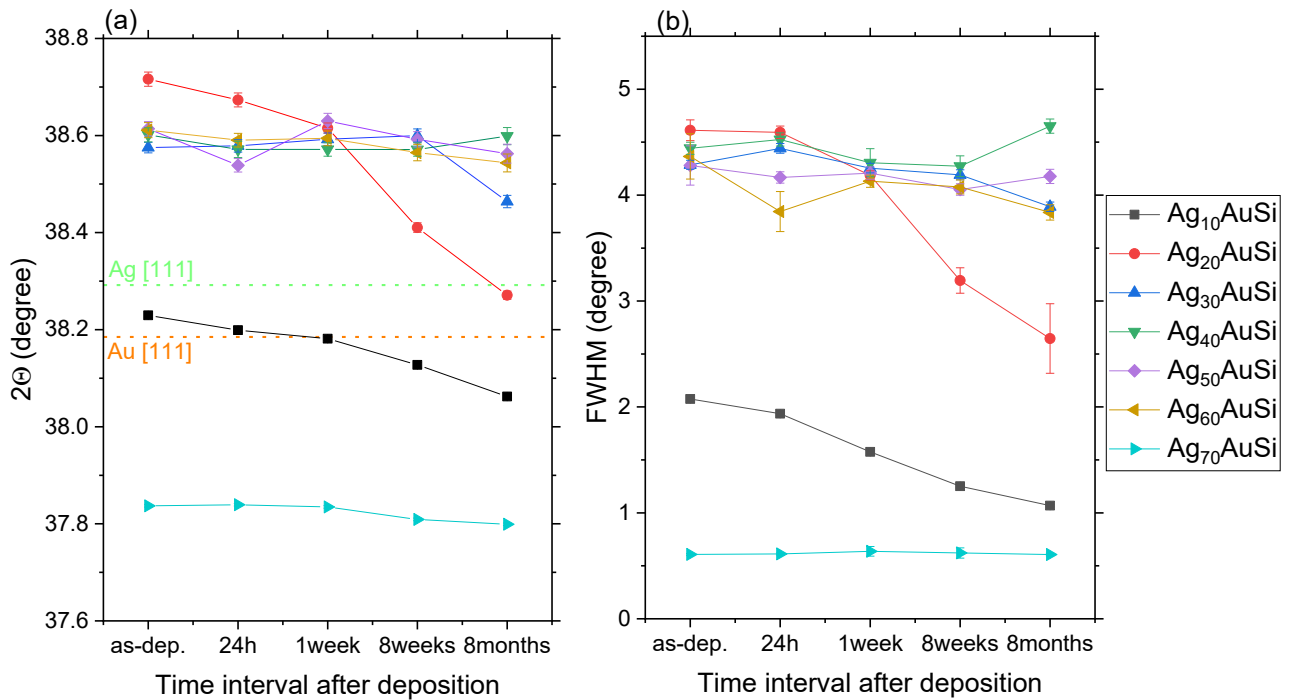 (a)
38.8
38.6
38.4
38.2
38.0
37.8
37.6
2Θ (degree)
Ag [111]
Au [111]
as-dep. 24h 1week 8weeks 8months
Time interval after deposition
(b)
5
4
3
2
1
0
FWHM (degree)
as-dep. 24h 1week 8weeks 8months
Time interval after deposition
Ag₁₀AuSi
Ag₂₀AuSi
Ag₃₀AuSi
Ag₄₀AuSi
Ag₅₀AuSi
Ag₆₀AuSi
Ag₇₀AuSi